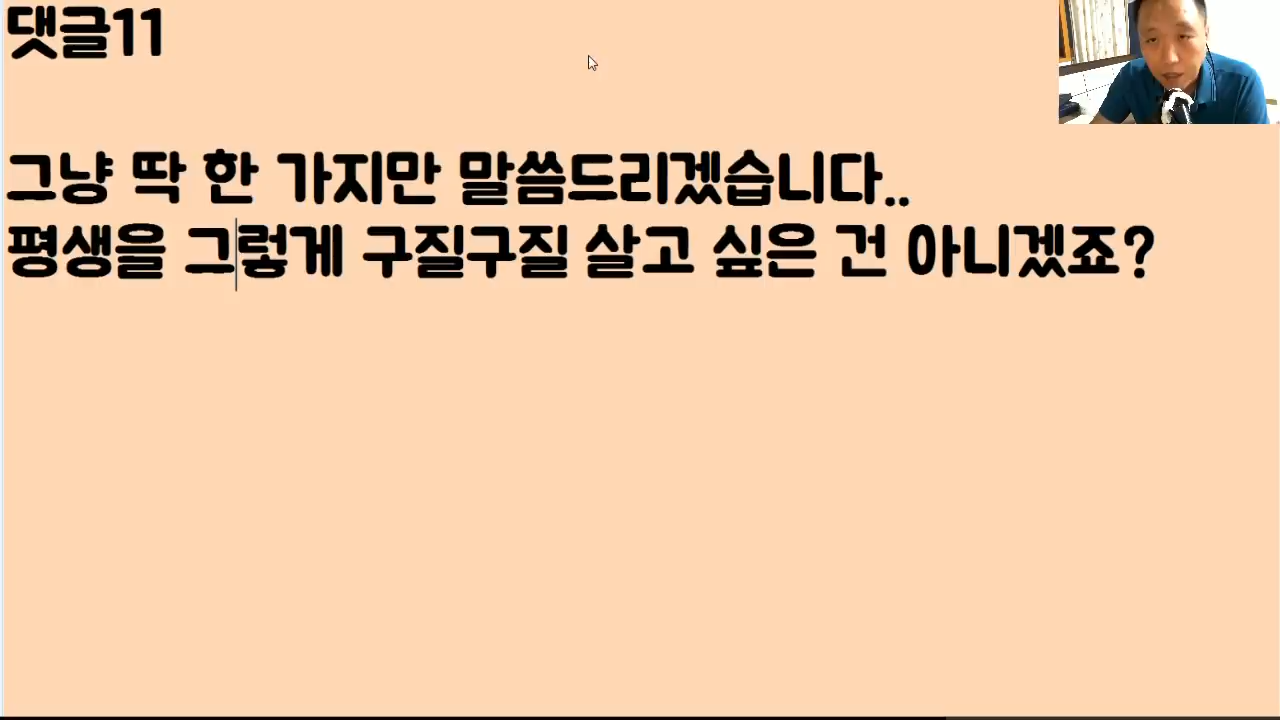 댓글11
그냥 딱 한 가지만 말씀드리겠습니다..
평생을 그렇게 구질구질 살고 싶은 건 아니겠죠?